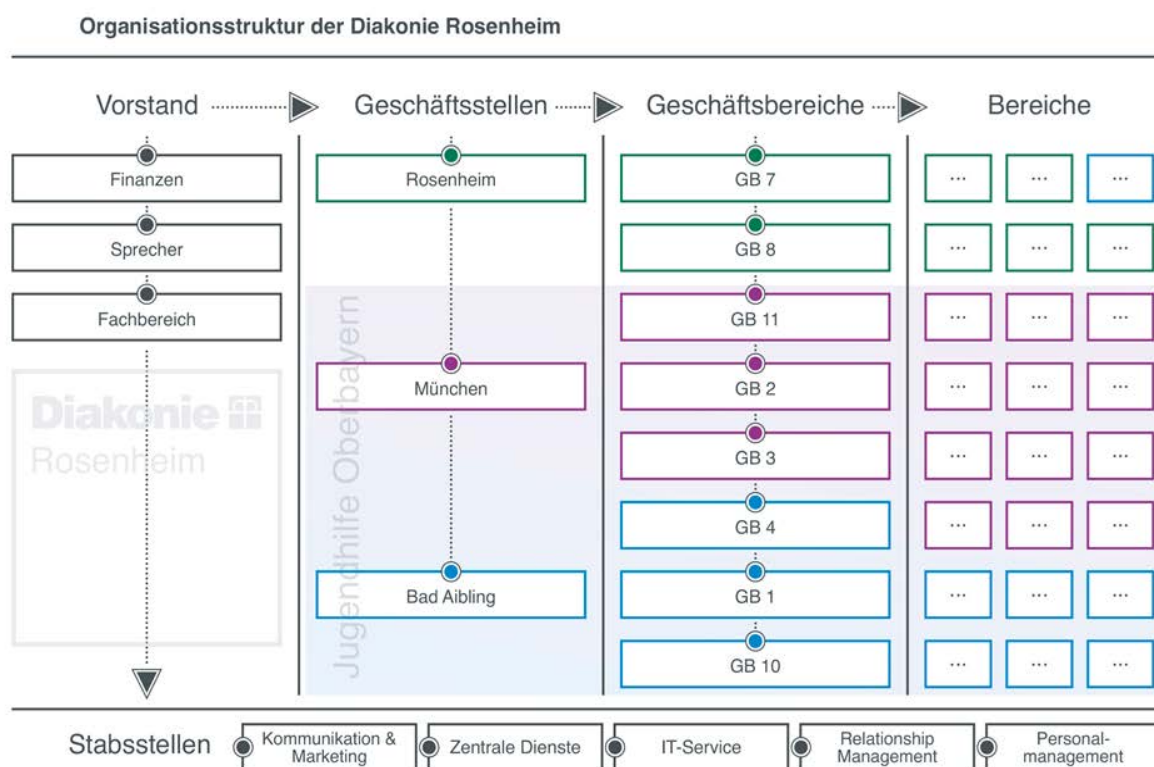 Organisationsstruktur der Diakonie Rosenheim
Vorstand
Geschäftsstellen
Geschäftsbereiche
Bereiche
Finanzen
Sprecher
Fachbereich
Diakonie
Rosenheim
Jugendhilfe Oberbayern
Rosenheim
München
Bad Aibling
GB 7
GB 8
GB 11
GB 2
GB 3
GB 4
GB 1
GB 10
... ... ...
... ... ...
... ... ...
... ... ...
... ... ...
... ... ...
... ... ...
... ... ...
Stabsstellen
Kommunikation &
Marketing
Zentrale Dienste
IT-Service
Relationship
Management
Personal-
management